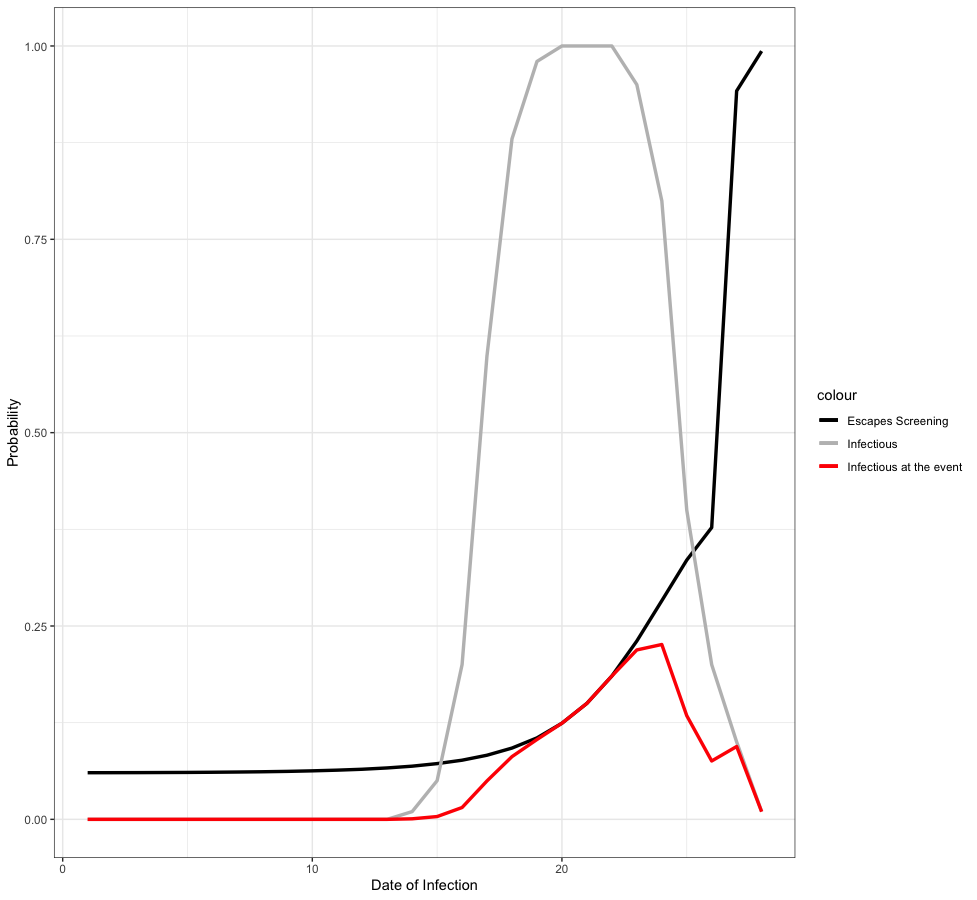 1.00
0.75
0.50
0.25
0.00
Probability
0
10
20
Date of Infection
colour
Escapes Screening
Infectious
Infectious at the event